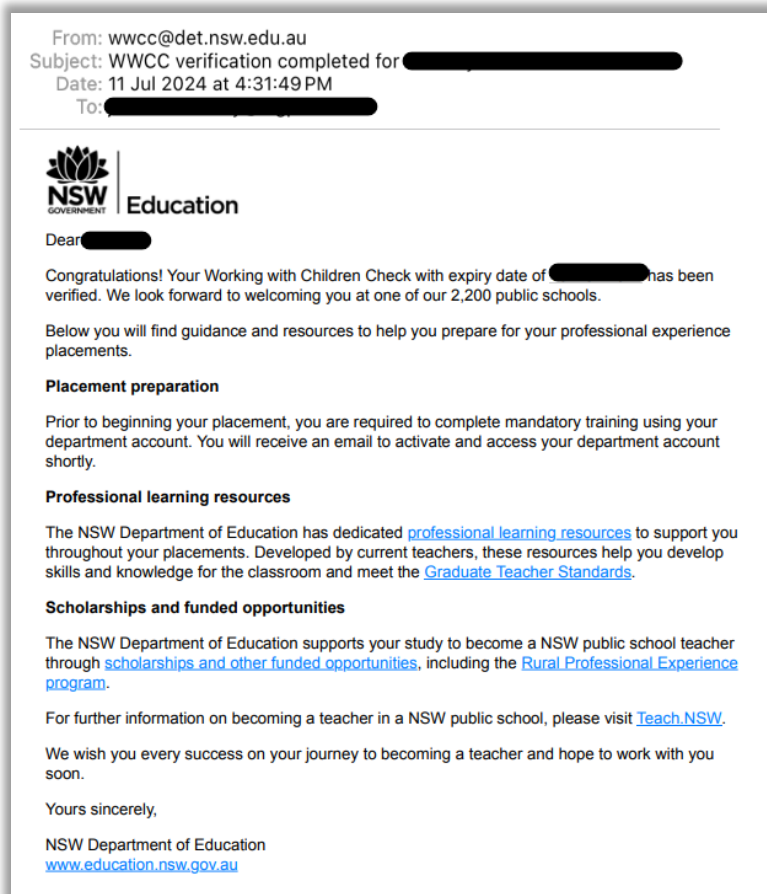 From: wwcc@det.nsw.edu.au
Subject: WWCC verification completed for
Date: 11 Jul 2024 at 4:31:49 PM
To:
NSW
GOVERNMENT
Education
Dear
Congratulations! Your Working with Children Check with expiry date of has been
verified. We look forward to welcoming you at one of our 2,200 public schools.
Below you will find guidance and resources to help you prepare for your professional experience
placements.
Placement preparation
Prior to beginning your placement, you are required to complete mandatory training using your
department account. You will receive an email to activate and access your department account
shortly.
Professional learning resources
The NSW Department of Education has dedicated professional learning resources to support you
throughout your placements. Developed by current teachers, these resources help you develop
skills and knowledge for the classroom and meet the Graduate Teacher Standards.
Scholarships and funded opportunities
The NSW Department of Education supports your study to become a NSW public school teacher
through scholarships and other funded opportunities, including the Rural Professional Experience
program.
For further information on becoming a teacher in a NSW public school, please visit Teach.NSW.
We wish you every success on your journey to becoming a teacher and hope to work with you
soon.
Yours sincerely,
NSW Department of Education
www.education.nsw.gov.au